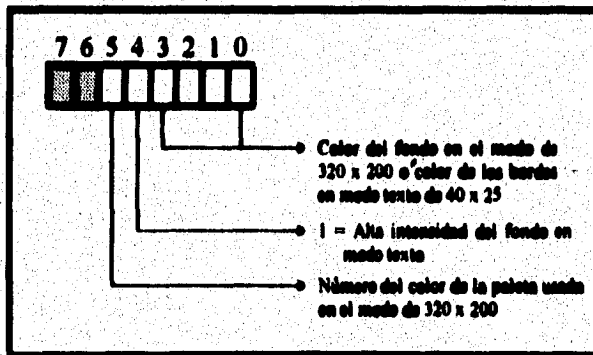 7 6 5 4 3 2 1 0
Color del fondo en el modo de
320 x 200 o color de los bordes
en modo texto de 40 x 25
1 = Alta intensidad del fondo en
modo texto
Número del color de la paleta usada
en el modo de 320 x 200